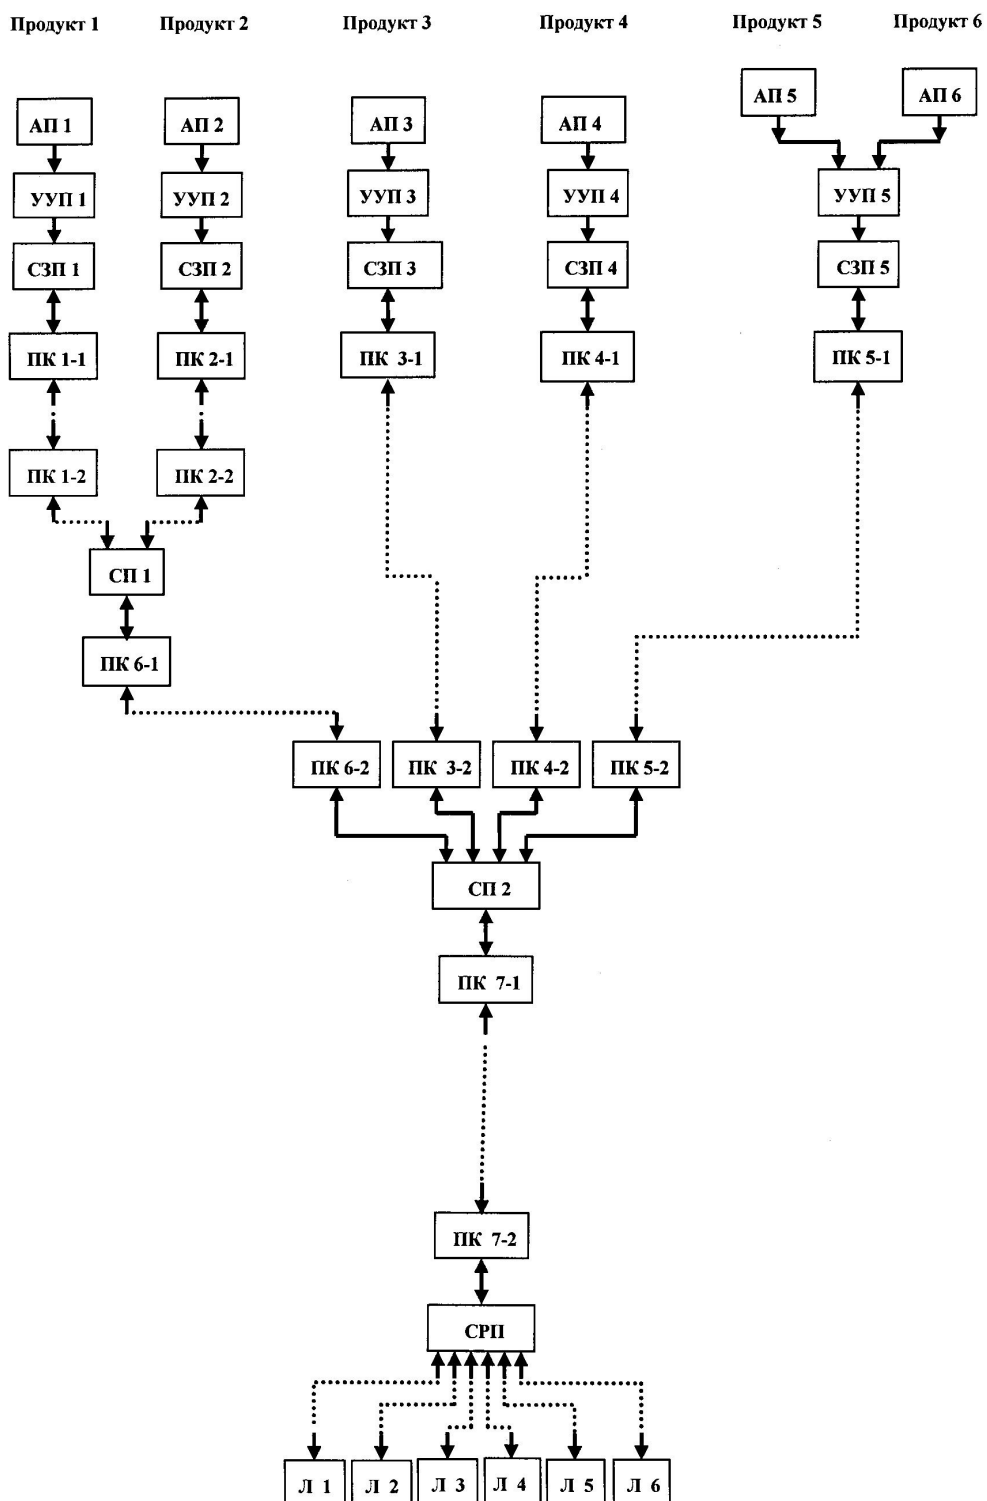 Продукт 1 Продукт 2 Продукт 3 Продукт 4 Продукт 5 Продукт 6
АП 5 АП 6
АП 1 АП 2 АП 3 АП 4
УУП 1 УУП 2 УУП 3 УУП 4 УУП 5
СЗП 1 СЗП 2 СЗП 3 СЗП 4 СЗП 5
ПК 1-1 ПК 2-1 ПК 3-1 ПК 4-1 ПК 5-1
ПК 1-2 ПК 2-2
СП 1
ПК 6-1
ПК 6-2 ПК 3-2 ПК 4-2 ПК 5-2
СП 2
ПК 7-1
ПК 7-2
СРП
Л 1 Л 2 Л 3 Л 4 Л 5 Л 6